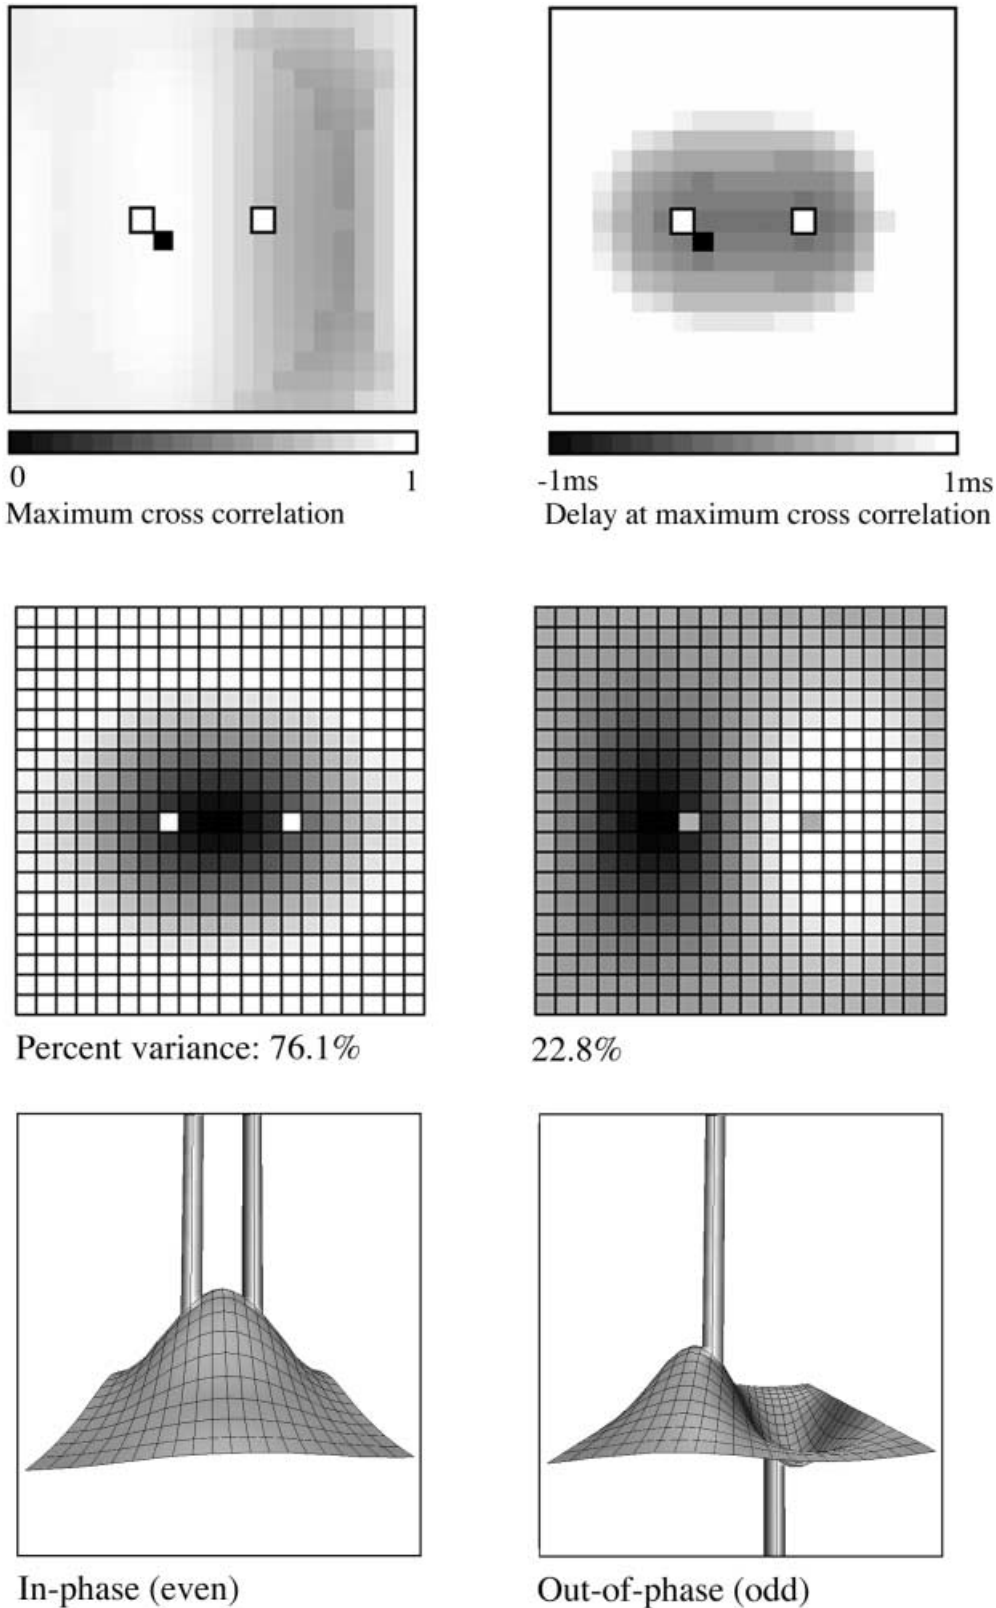 0 1
Maximum cross correlation
-1ms 1ms
Delay at maximum cross correlation
Percent variance: 76.1%
22.8%
In-phase (even)
Out-of-phase (odd)